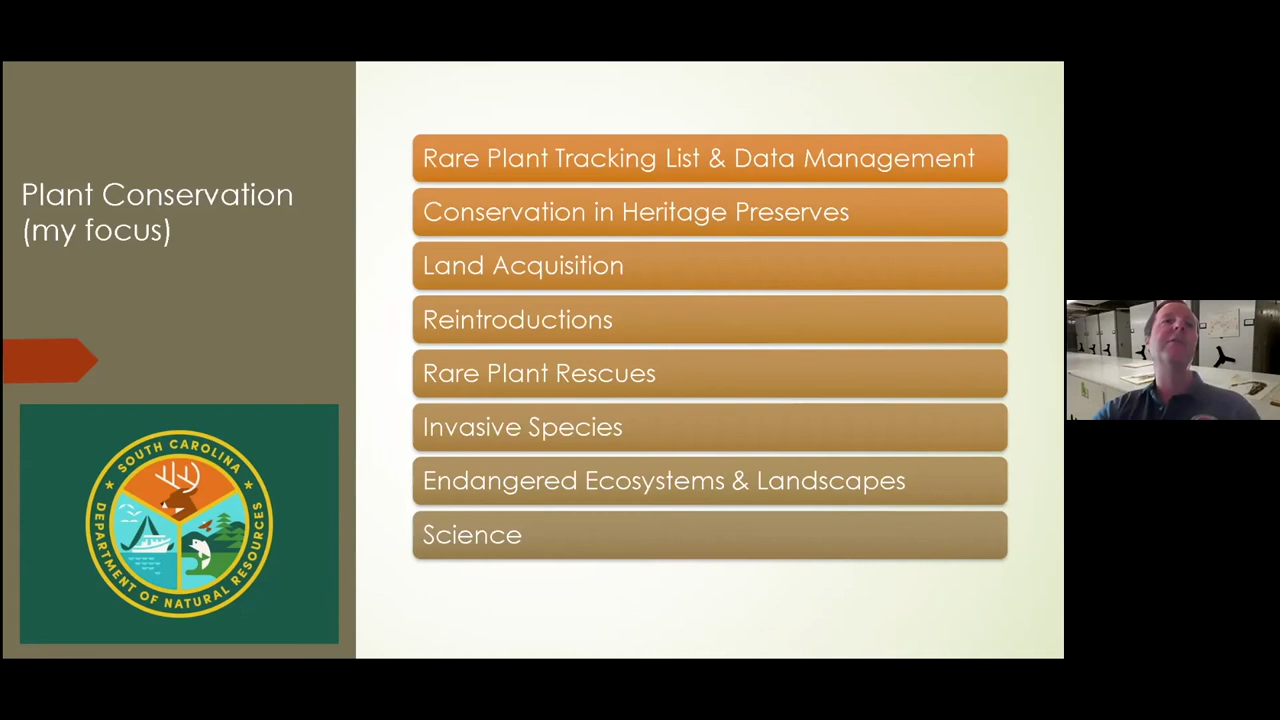 Plant Conservation
(my focus)
Rare Plant Tracking List & Data Management
Conservation in Heritage Preserves
Land Acquisition
Reintroductions
Rare Plant Rescues
Invasive Species
Endangered Ecosystems & Landscapes
Science
SOUTH CAROLINA
DEPARTMENT OF NATURAL RESOURCES